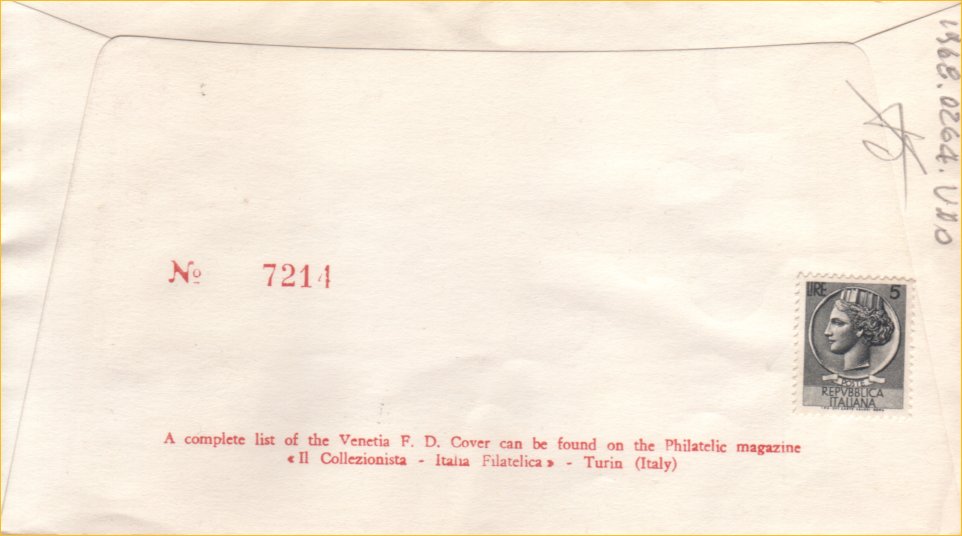 1968.0264.VDO
Nº 7214
LIRE 5
POSTE
REPVBBLICA
ITALIANA
A complete list of the Venetia F. D. Cover can be found on the Philatelic magazine
« Il Collezionista - Italia Filatelica » - Turin (Italy)